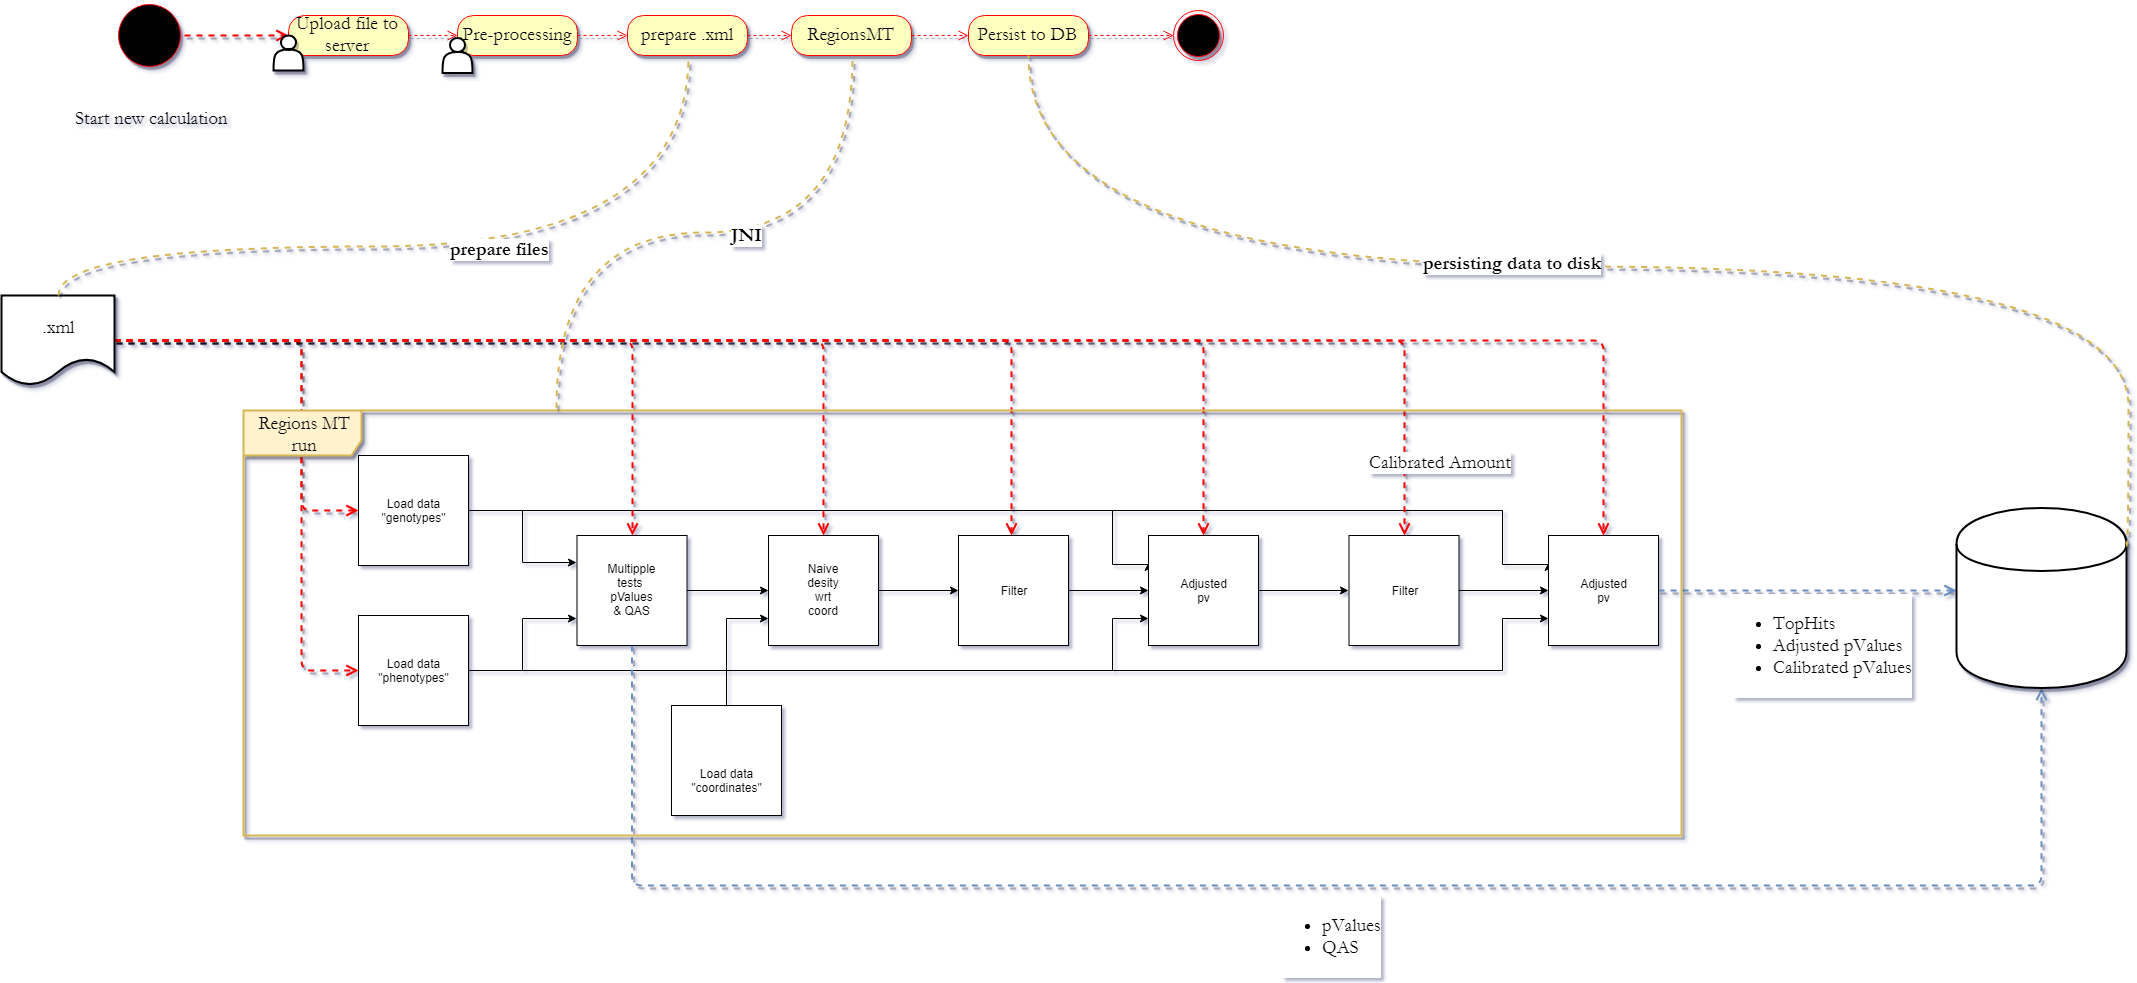 Upload file to
server
Pre-processing
prepare .xml
RegionsMT
Persist to DB
Start new calculation
JNI
prepare files
persisting data to disk
.xml
Regions MT
run
Calibrated Amount
Load data
"genotypes"
Multipple
tests
pValues
& QAS
Naive
desity
wrt
coord
Filter
Adjusted
pv
Filter
Adjusted
pv
TopHits
Adjusted pValues
Calibrated pValues
Load data
"phenotypes"
Load data
"coordinates"
pValues
QAS